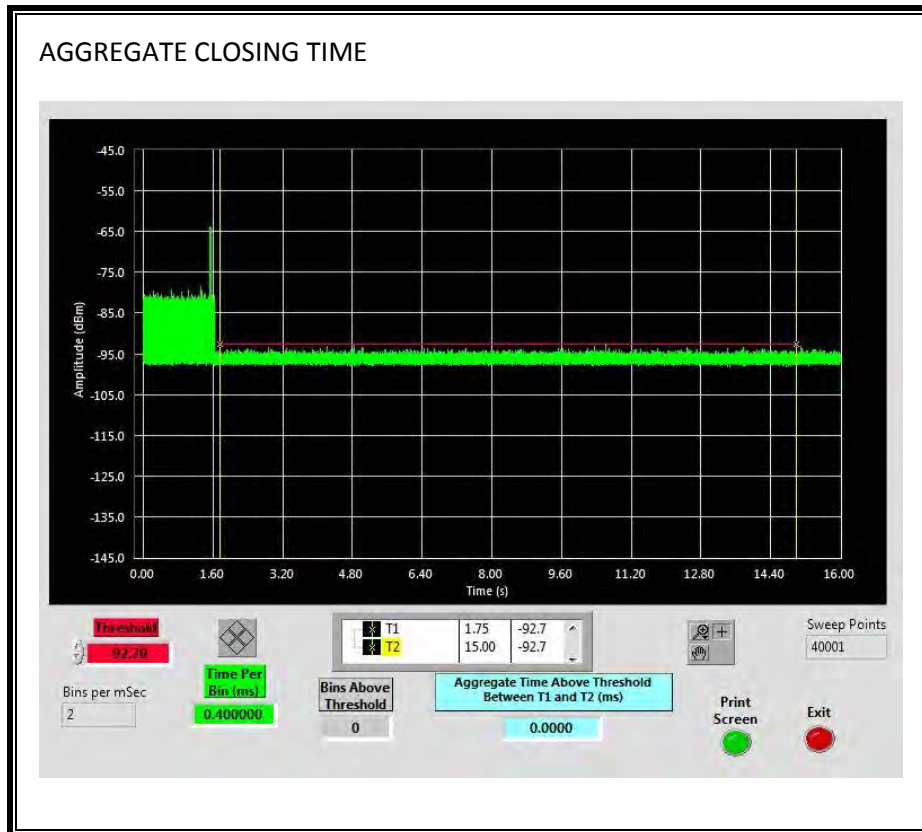 AGGREGATE CLOSING TIME
-45.0
-55.0
-65.0
-75.0
-85.0
-95.0
-105.0
-115.0
-125.0
-135.0
-145.0
Amplitude (dBm)
0.00 1.60 3.20 4.80 6.40 8.00 9.60 11.20 12.80 14.40 16.00
Time (s)
Threshold
92.70
Bins per mSec
2
Time Per
Bin (ms)
0.400000
T1 1.75 -92.7
T2 15.00 -92.7
Bins Above
Threshold
0
Aggregate Time Above Threshold
Between T1 and T2 (ms)
0.0000
Sweep Points
40001
Print
Screen
Exit